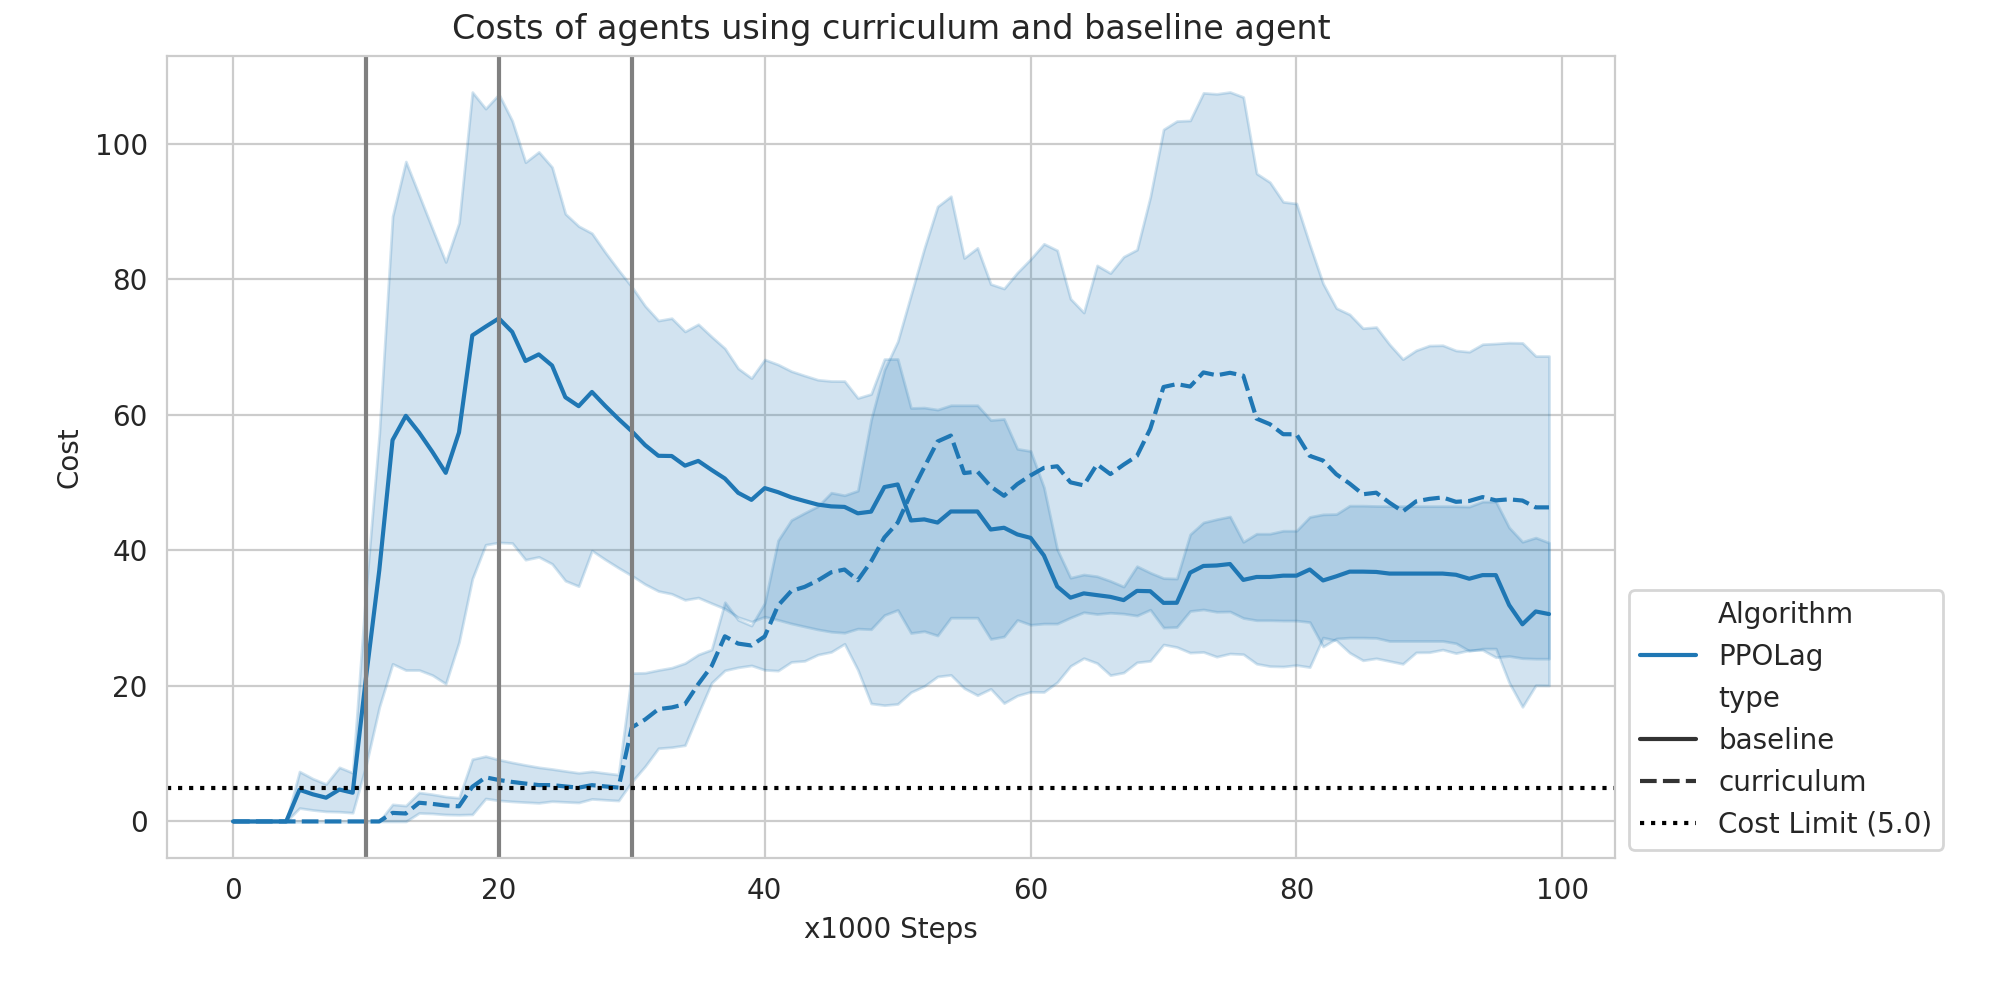 Costs of agents using curriculum and baseline agent
Cost
100
80
60
40
20
0
0 20 40 60 80 100
x1000 Steps
Algorithm
PPOLag
type
baseline
curriculum
Cost Limit (5.0)